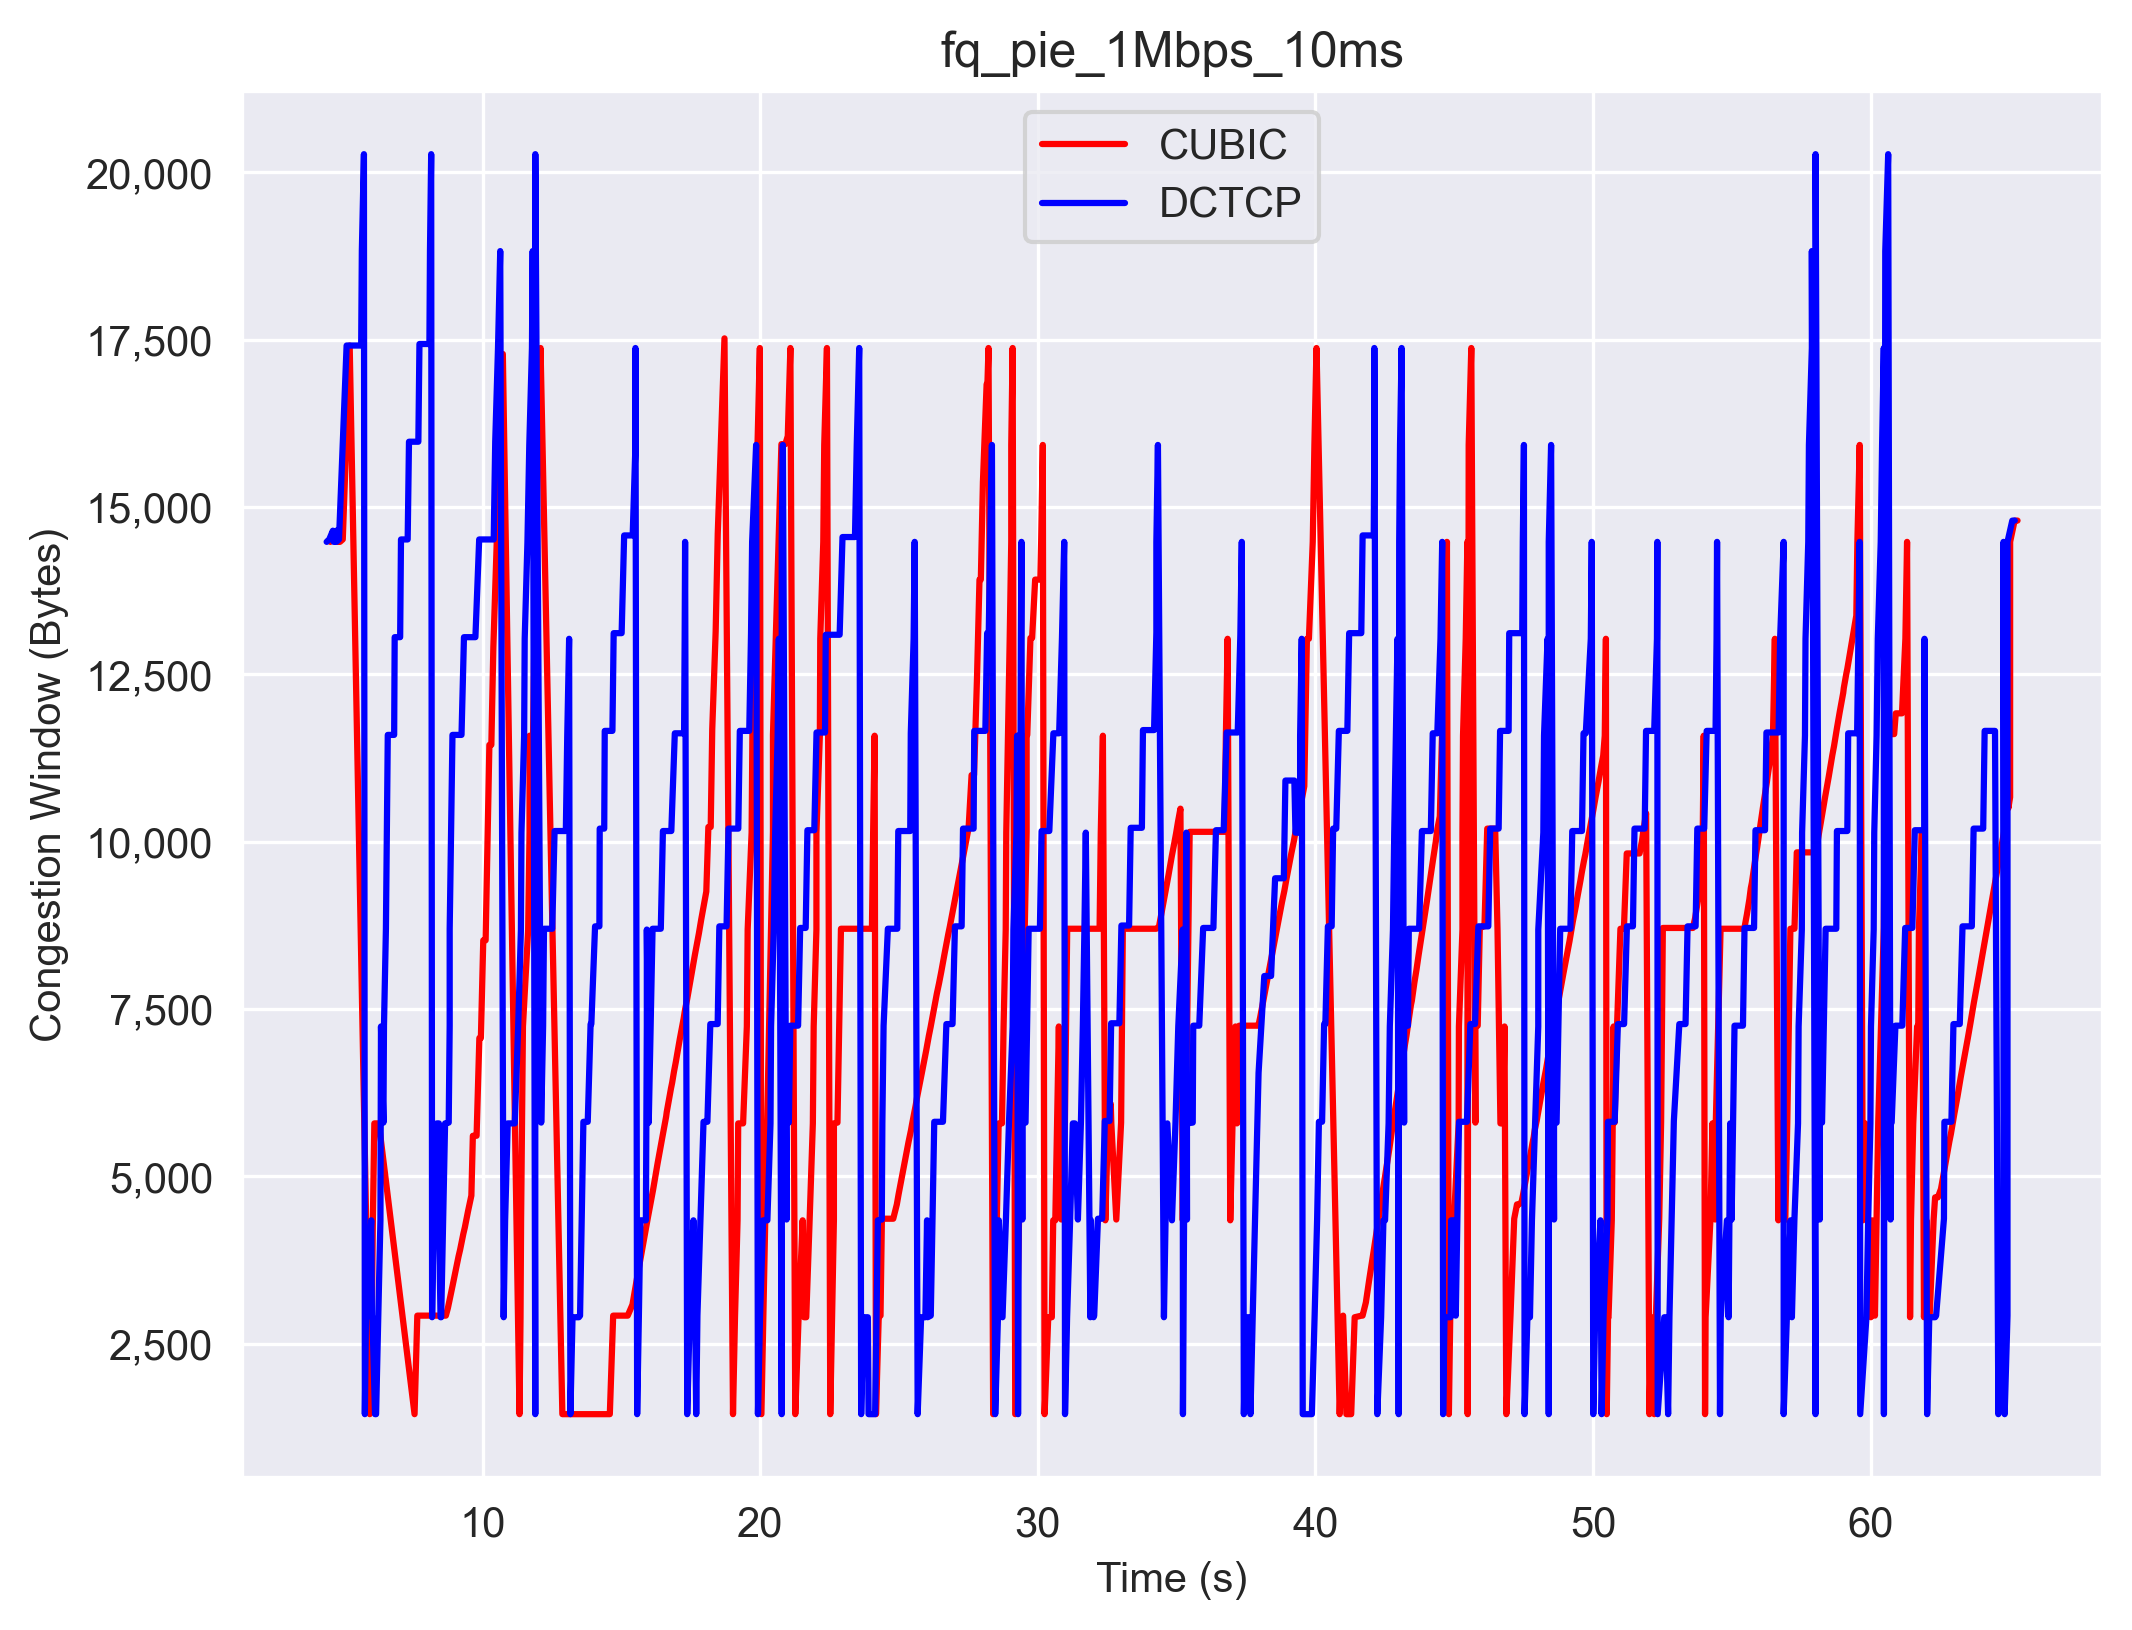 fq_pie_1Mbps_10ms
CUBIC
DCTCP
Congestion Window (Bytes)
20,000
17,500
15,000
12,500
10,000
7,500
5,000
2,500
10 20 30 40 50 60
Time (s)